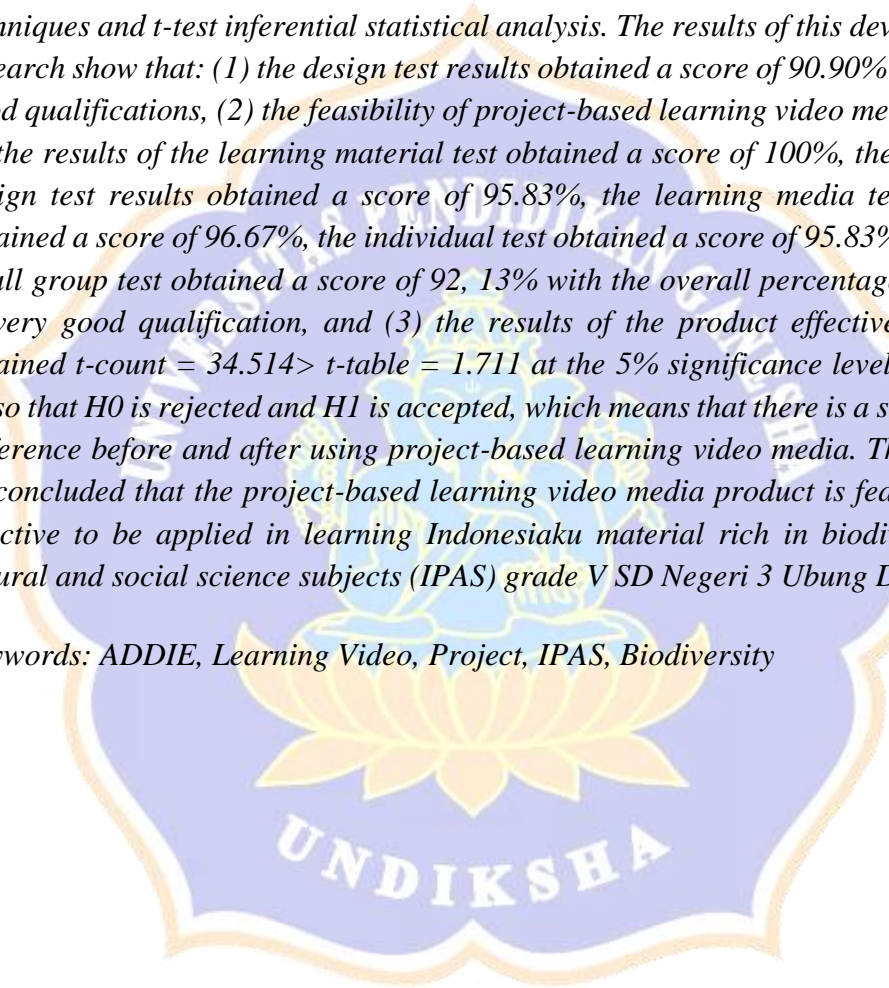 hniques and t-test inferential statistical analysis. The results of this dev
earch show that: (1) the design test results obtained a score of 90.90%
od qualifications, (2) the feasibility of project-based learning video me
the results of the learning material test obtained a score of 100%, the
ign test results obtained a score of 95.83%, the learning media te
ained a score of 96.67%, the individual test obtained a score of 95.83%
all group test obtained a score of 92, 13% with the overall percentage
very good qualification, and (3) the results of the product effective
ained t-count = 34.514> t-table = 1.711 at the 5% significance level
so that H0 is rejected and H1 is accepted, which means that there is a s
ference before and after using project-based learning video media. Th
concluded that the project-based learning video media product is fea
ctive to be applied in learning Indonesiaku material rich in biodi
ural and social science subjects (IPAS) grade V SD Negeri 3 Ubung D
ywords: ADDIE, Learning Video, Project, IPAS, Biodiversity
UNIVERSITAS PENDIDIKAN GANESHA
UNDIKSHA